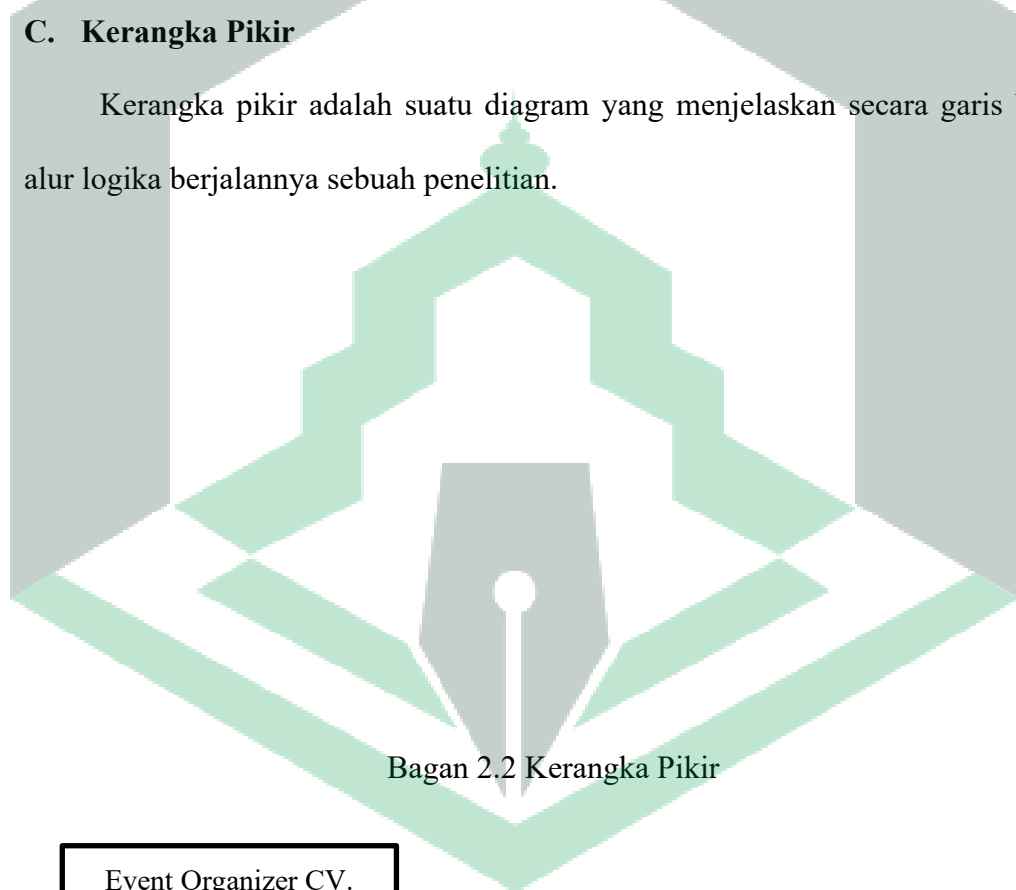 C. Kerangka Pikir
Kerangka pikir adalah suatu diagram yang menjelaskan secara garis
alur logika berjalannya sebuah penelitian.
Bagan 2.2 Kerangka Pikir
Event Organizer CV.